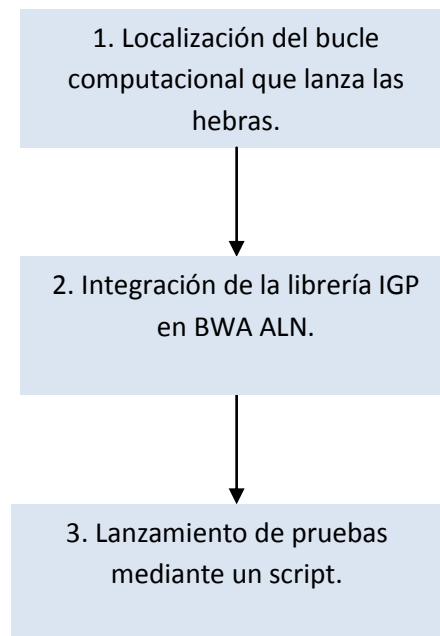 1. Localización del bucle
computacional que lanza las
hebras.
2. Integración de la librería IGP
en BWA ALN.
3. Lanzamiento de pruebas
mediante un script.